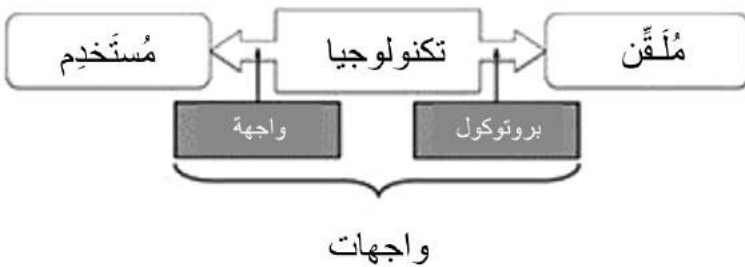 مُلَقِّن
تكنولوجيا
مُستَخدِم
بروتوكول
واجهة
واجهات